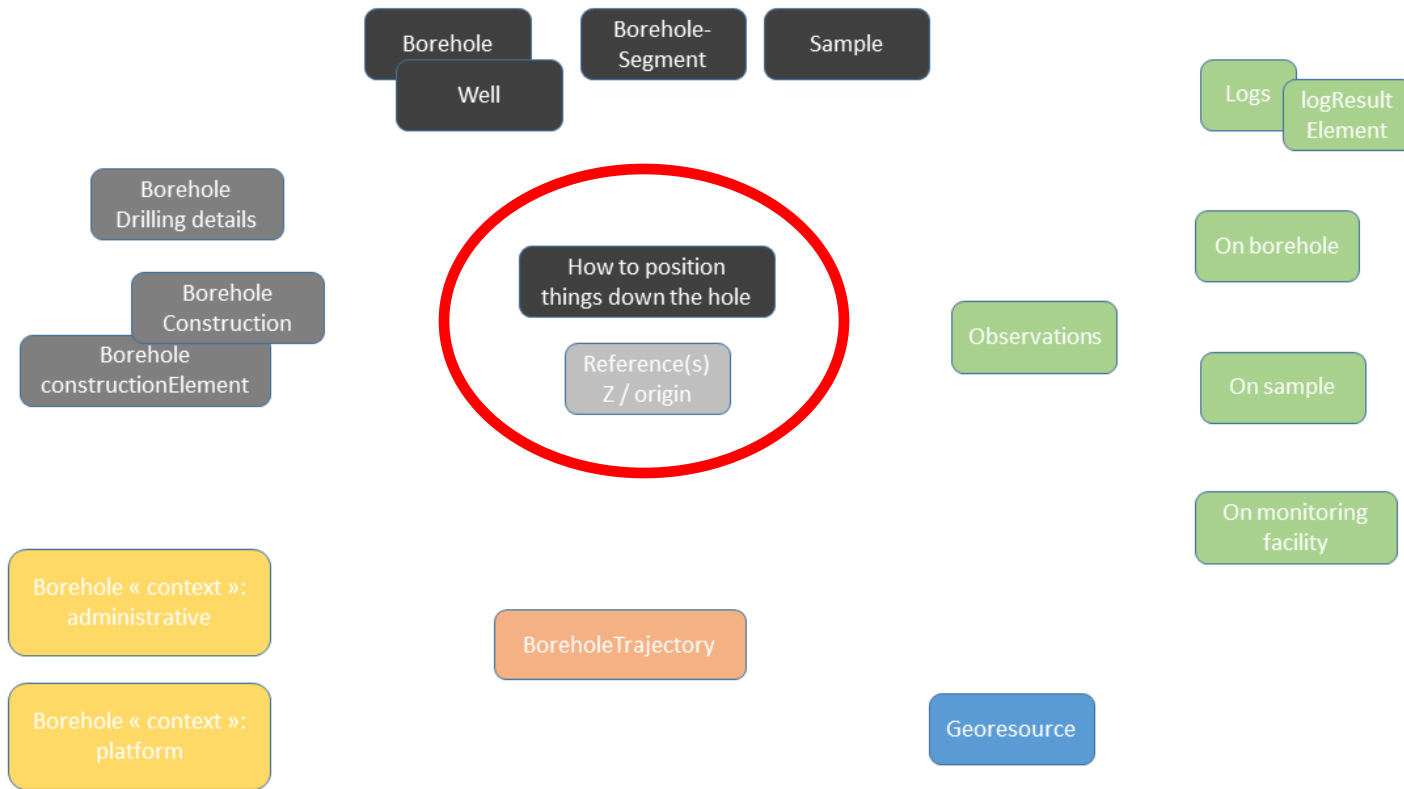 Borehole
Well
Borehole-
Segment
Sample
Logs
logResult
Element
Borehole
Drilling details
On borehole
How to position
things down the hole
Borehole
Construction
Observations
Borehole
constructionElement
Reference(s)
Z / origin
On sample
On monitoring
facility
Borehole « context »:
administrative
BoreholeTrajectory
Borehole « context »:
platform
Georesource